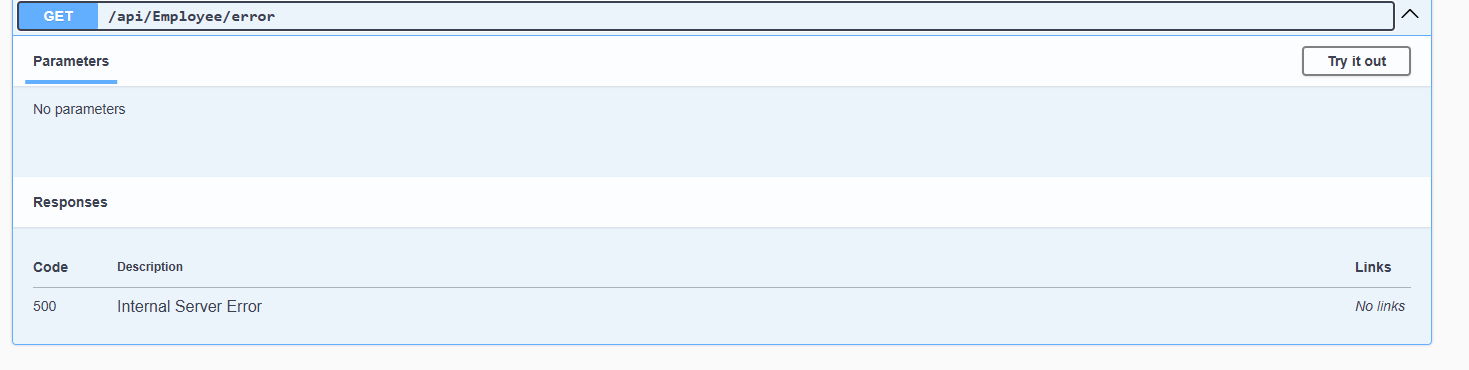 GET /api/Employee/error
Parameters
Try it out
No parameters
Responses
Code Description Links
500 Internal Server Error No links